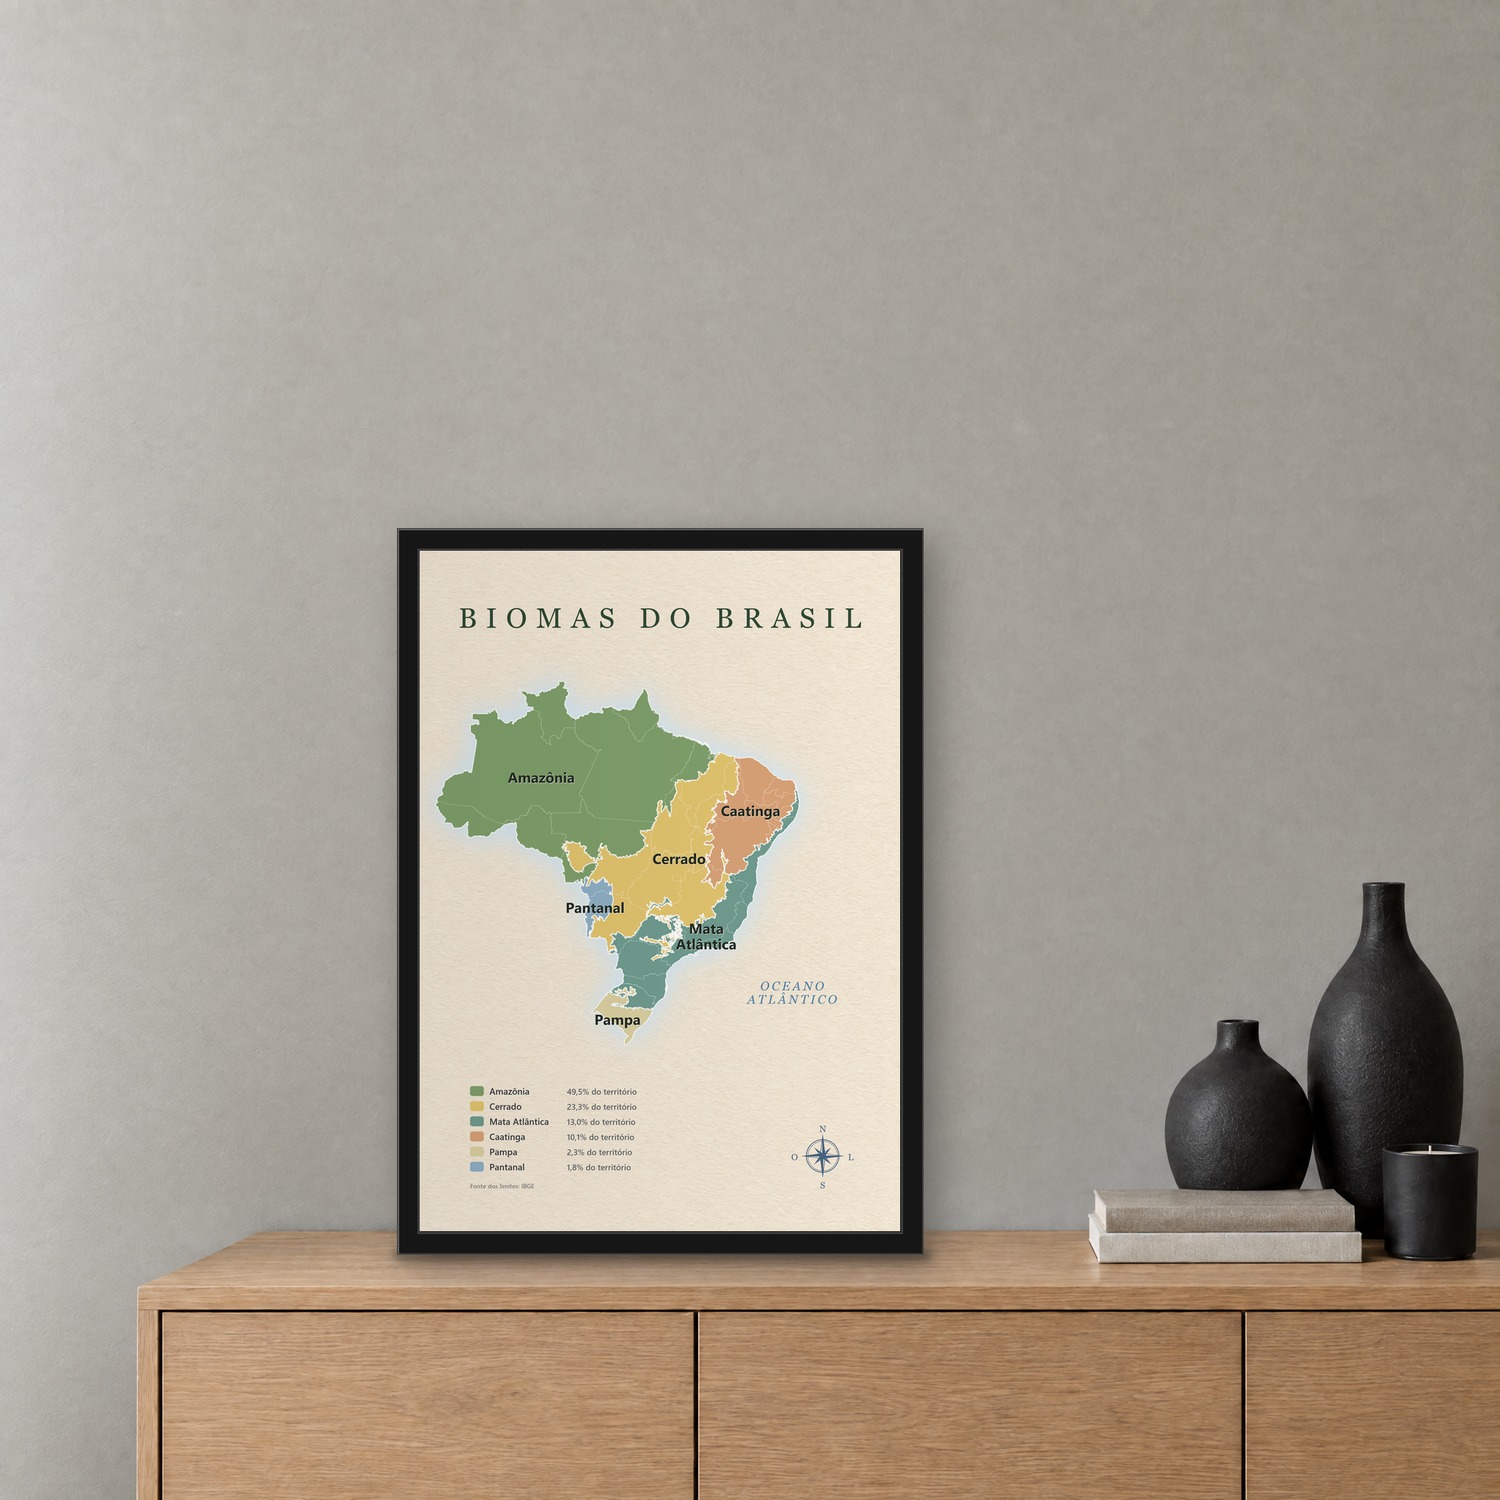 BIOMAS DO BRASIL
Amazônia
Caatinga
Cerrado
Pantanal
Mata
Atlântica
OCEANO
ATLÂNTICO
Pampa
Amazônia 49,5% do território
Cerrado 23,3% do território
Mata Atlântica 13,0% do território
Caatinga 10,1% do território
Pampa 2,3% do território
Pantanal 1,8% do território
Fonte dos limites: IBGE
N
O L
S